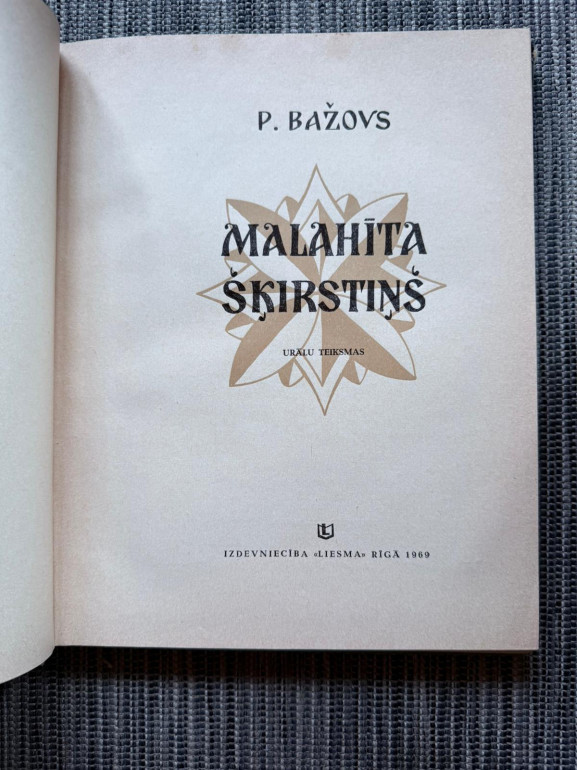 P. BAŽOVS
MALAHĪTA
ŠĶIRSTIŅŠ
URĀLU TEIKSMAS
IZDEVNIECĪBA «LIESMA» RĪGĀ 1969